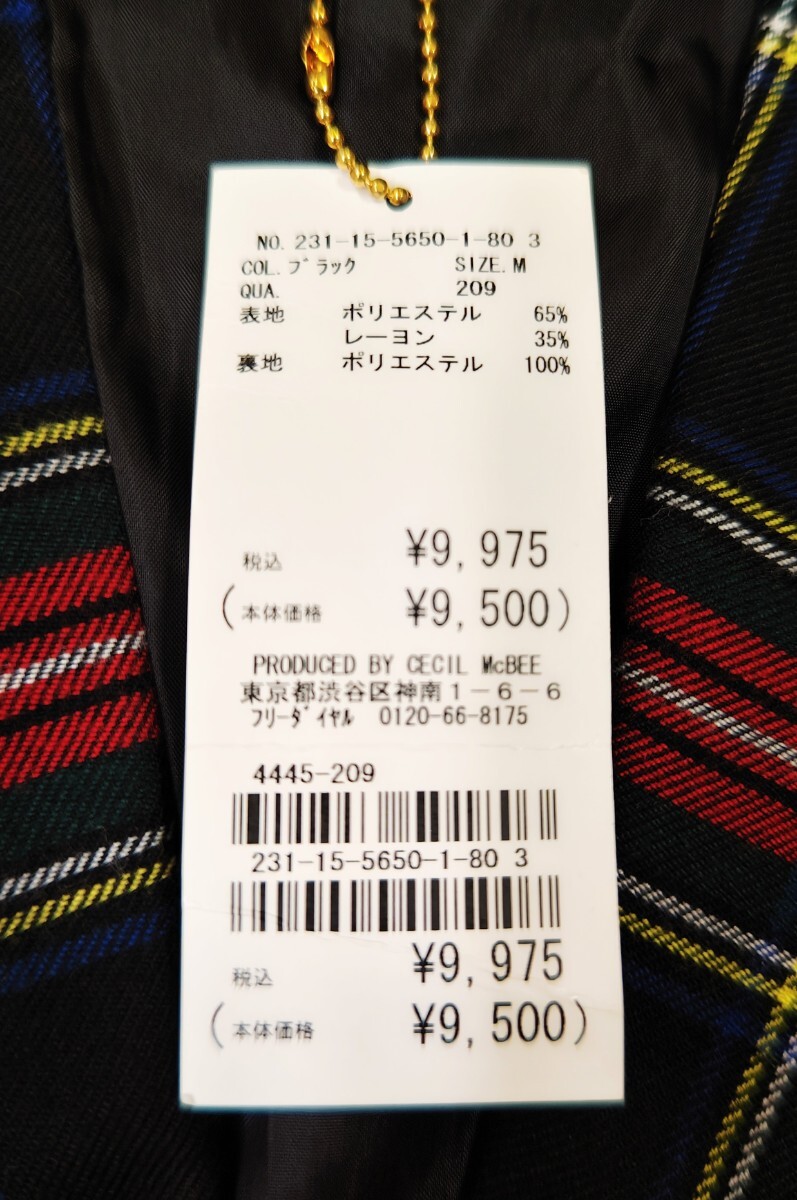 NO. 231-15-5650-1-80 3
COL.ブラック SIZE.M
QUA. 209
表地 ポリエステル 65%
レーヨン 35%
裏地 ポリエステル 100%
税込 ¥9,975
(本体価格 ¥9,500)
PRODUCED BY CECIL McBEE
東京都渋谷区神南1-6-6
フリーダイヤル 0120-66-8175
4445-209
231-15-5650-1-80 3
税込 ¥9,975
(本体価格 ¥9,500)